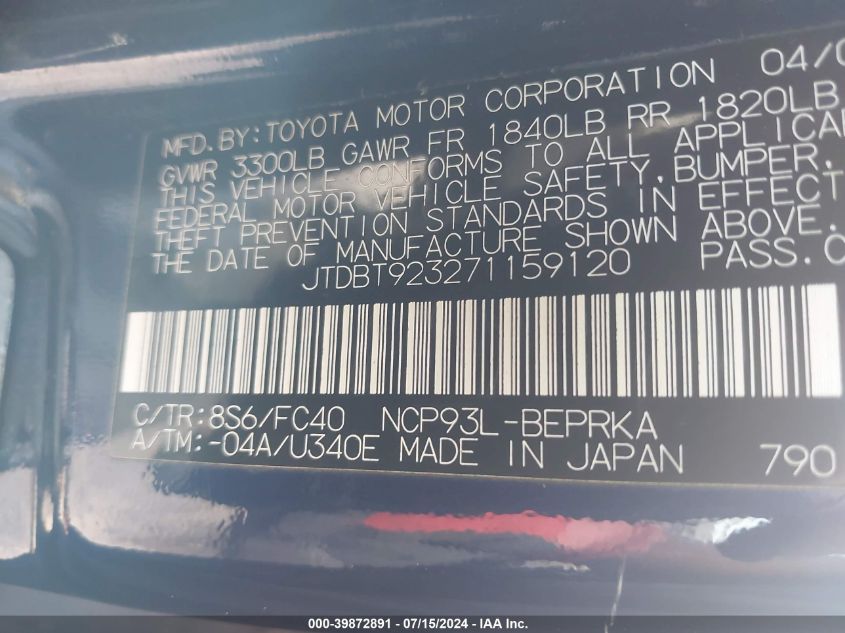 MFD. BY: TOYOTA MOTOR CORPORATION 04/0
GVWR 3300LB GAWR FR 1840LB RR 1820LB
THIS VEHICLE CONFORMS TO ALL APPLICA
FEDERAL MOTOR VEHICLE SAFETY, BUMPER,
THEFT PREVENTION STANDARDS IN EFFECT
THE DATE OF MANUFACTURE SHOWN ABOVE.
JTDBT923271159120 PASS. C
C/TR: 8S6/FC40 NCP93L-BEPRKA
A/TM: -04A/U340E MADE IN JAPAN 790
000-39872891 - 07/15/2024 - IAA Inc.